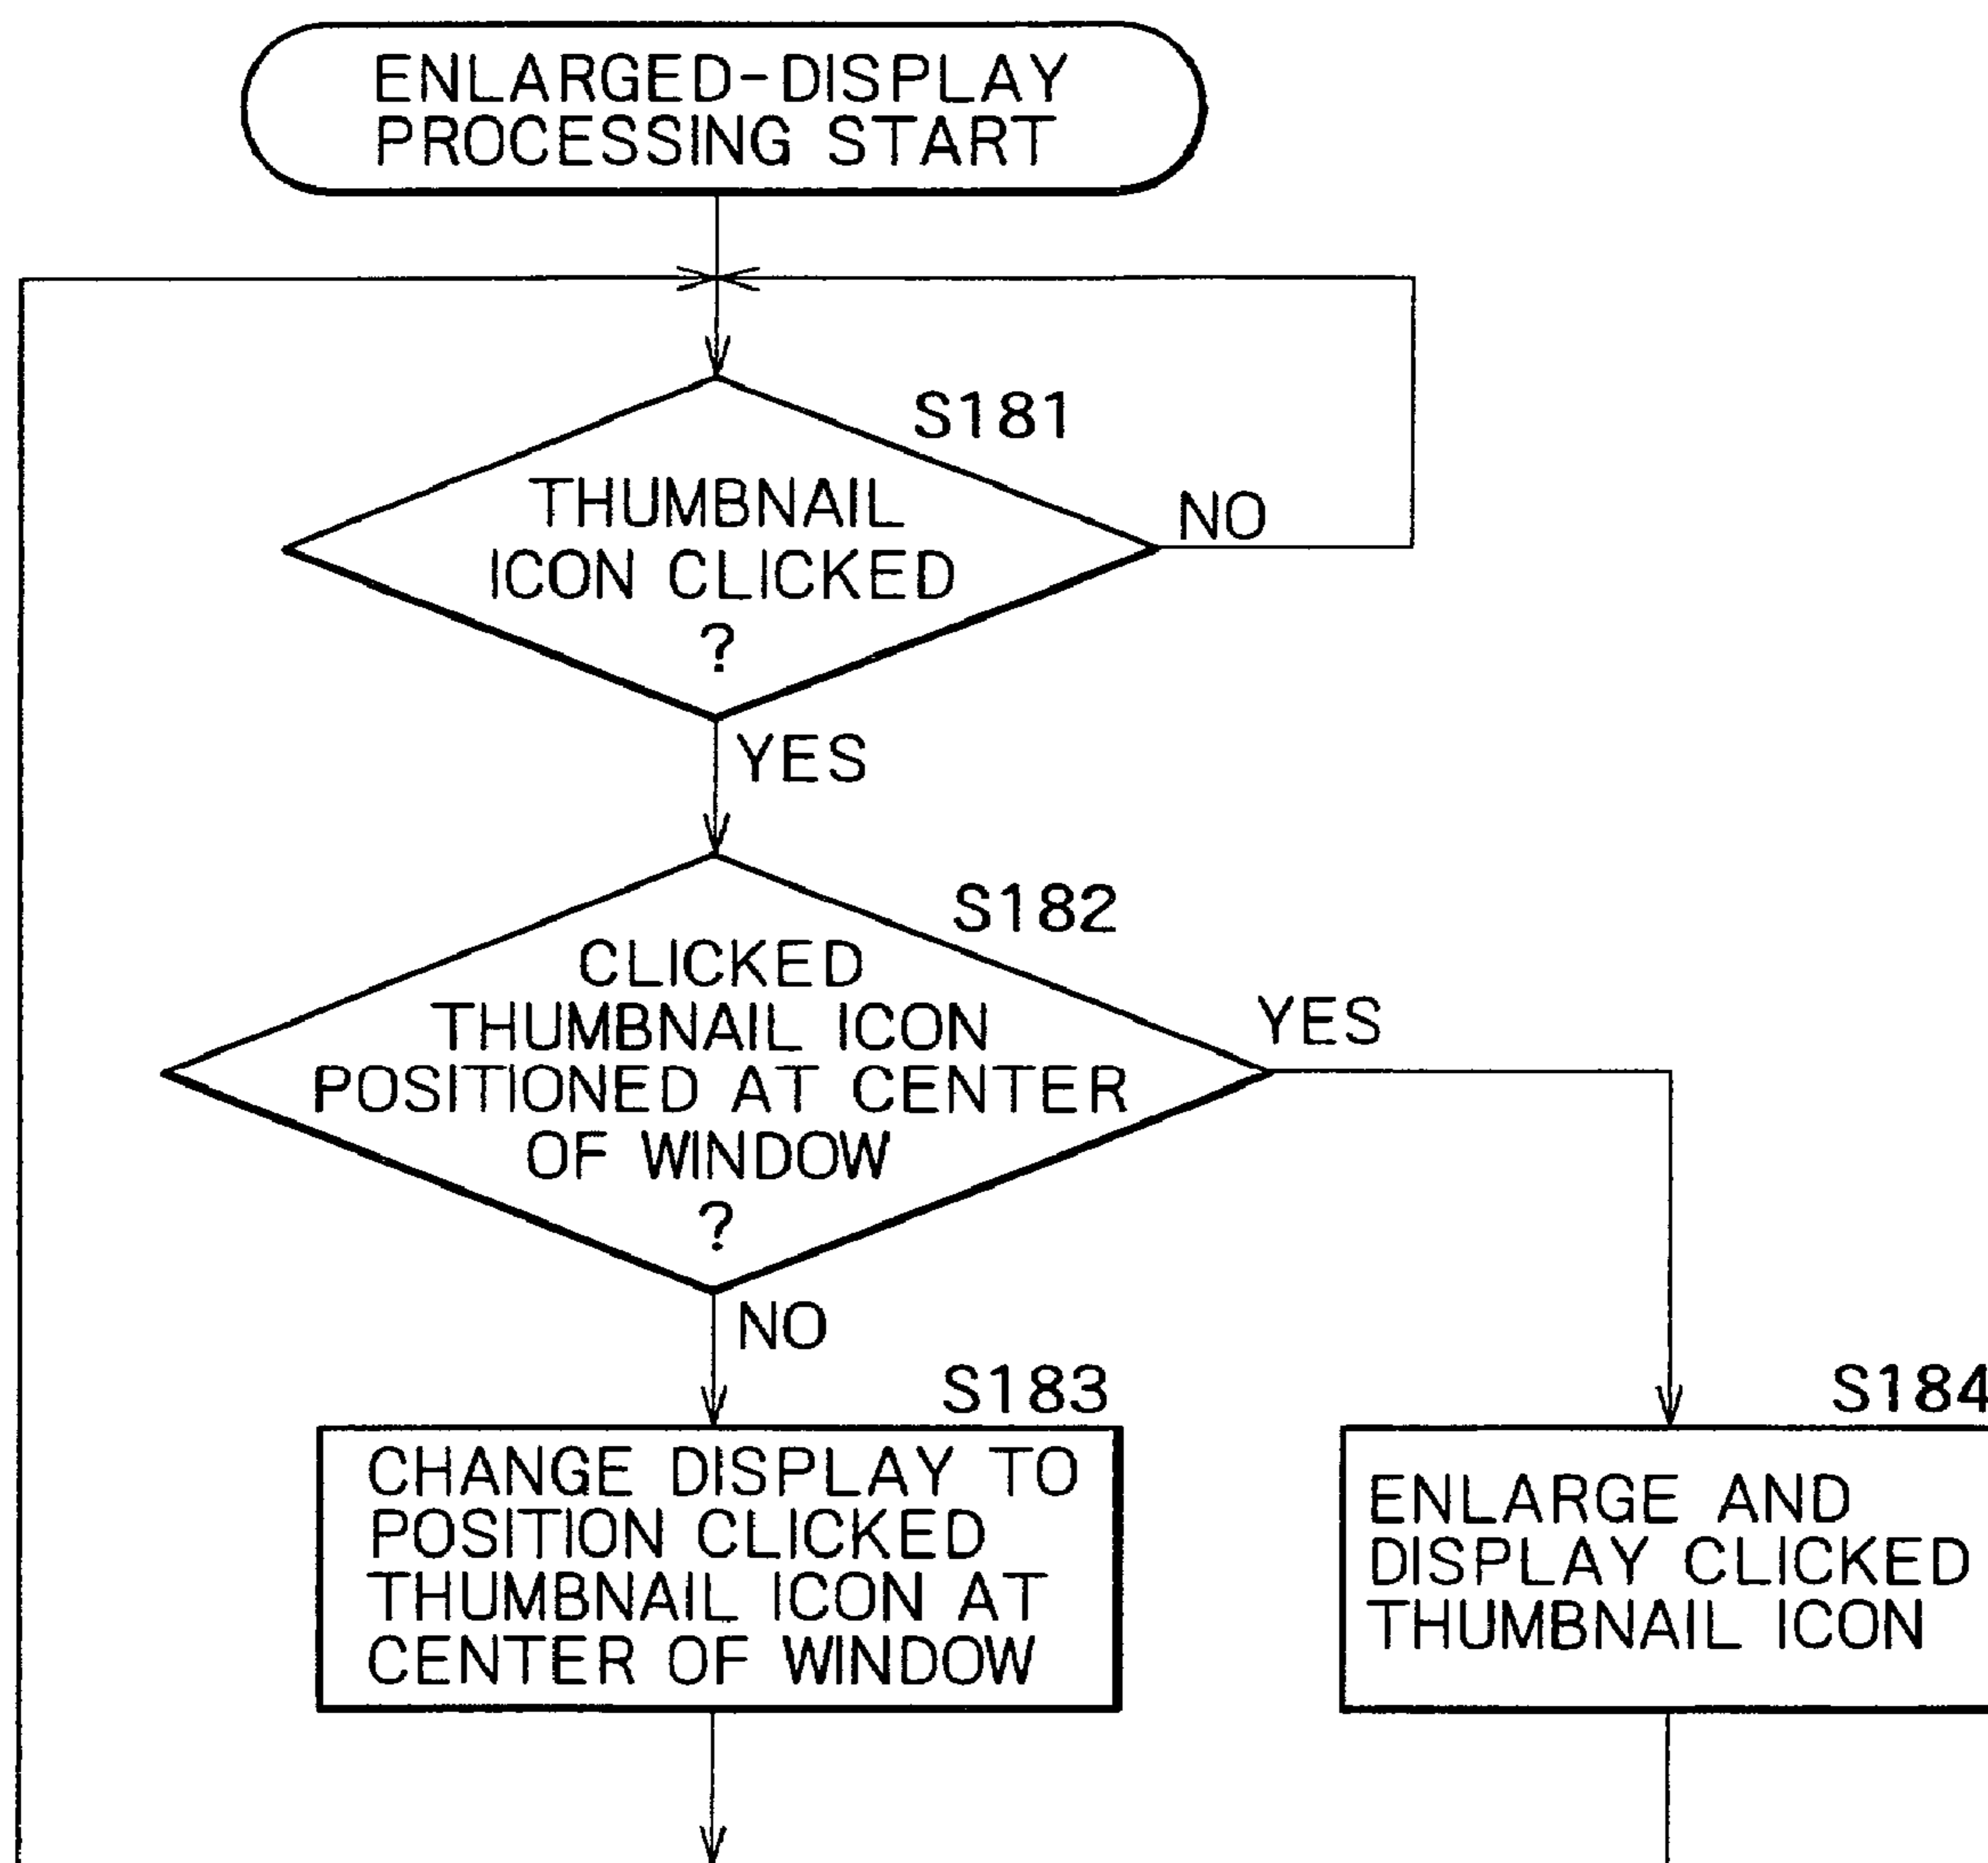 ENLARGED-DISPLAY
PROCESSING START
S181
THUMBNAIL
ICON CLICKED
?
NO
YES
S182
CLICKED
THUMBNAIL ICON
POSITIONED AT CENTER
OF WINDOW
?
YES
NO
S183
CHANGE DISPLAY TO
POSITION CLICKED
THUMBNAIL ICON AT
CENTER OF WINDOW
S184
ENLARGE AND
DISPLAY CLICKED
THUMBNAIL ICON